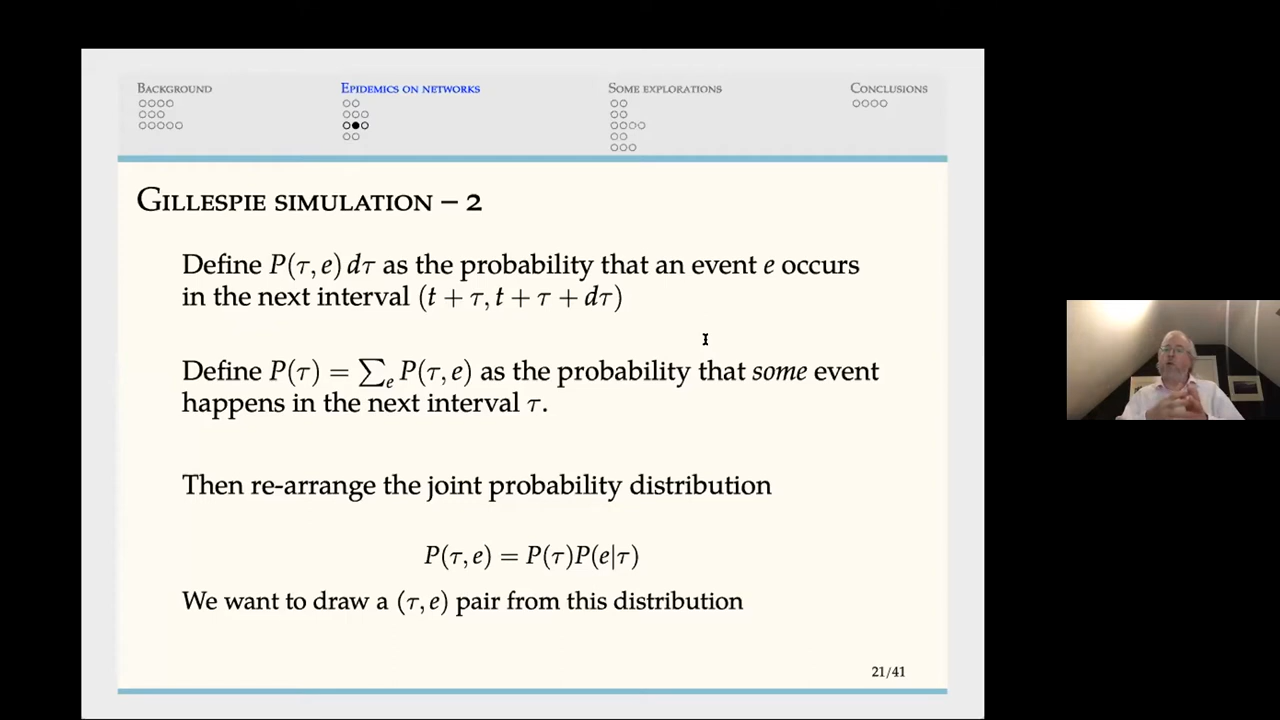 Background Epidemics on networks Some explorations Conclusions
Gillespie simulation – 2
Define P(τ, e) dτ as the probability that an event e occurs
in the next interval (t + τ, t + τ + dτ)
Define P(τ) = ∑ₑ P(τ, e) as the probability that some event
happens in the next interval τ.
Then re-arrange the joint probability distribution
P(τ, e) = P(τ)P(e|τ)
We want to draw a (τ, e) pair from this distribution
21/41